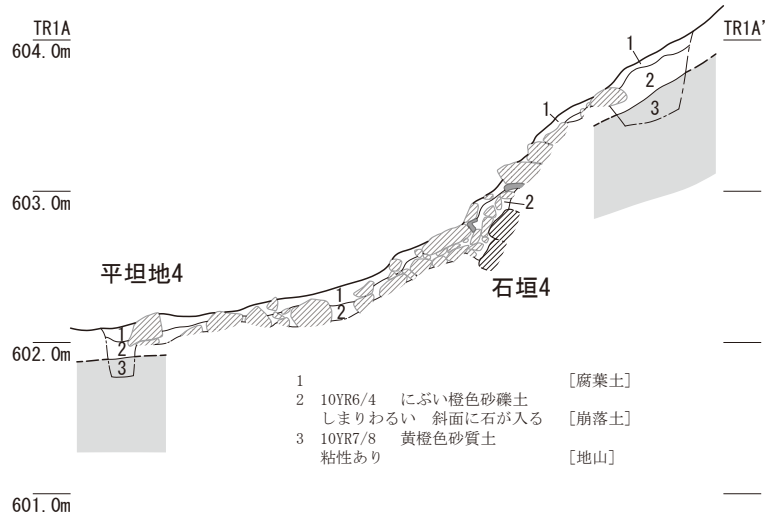 TR1A
TR1A'
604.0m
1
2
1
3
603.0m
2
平坦地4
石垣4
1
2
1
2
3
602.0m
1 [腐葉土]
2 10YR6/4 にぶい橙色砂礫土
しまりわるい 斜面に石が入る [崩落土]
3 10YR7/8 黄橙色砂質土
粘性あり [地山]
601.0m